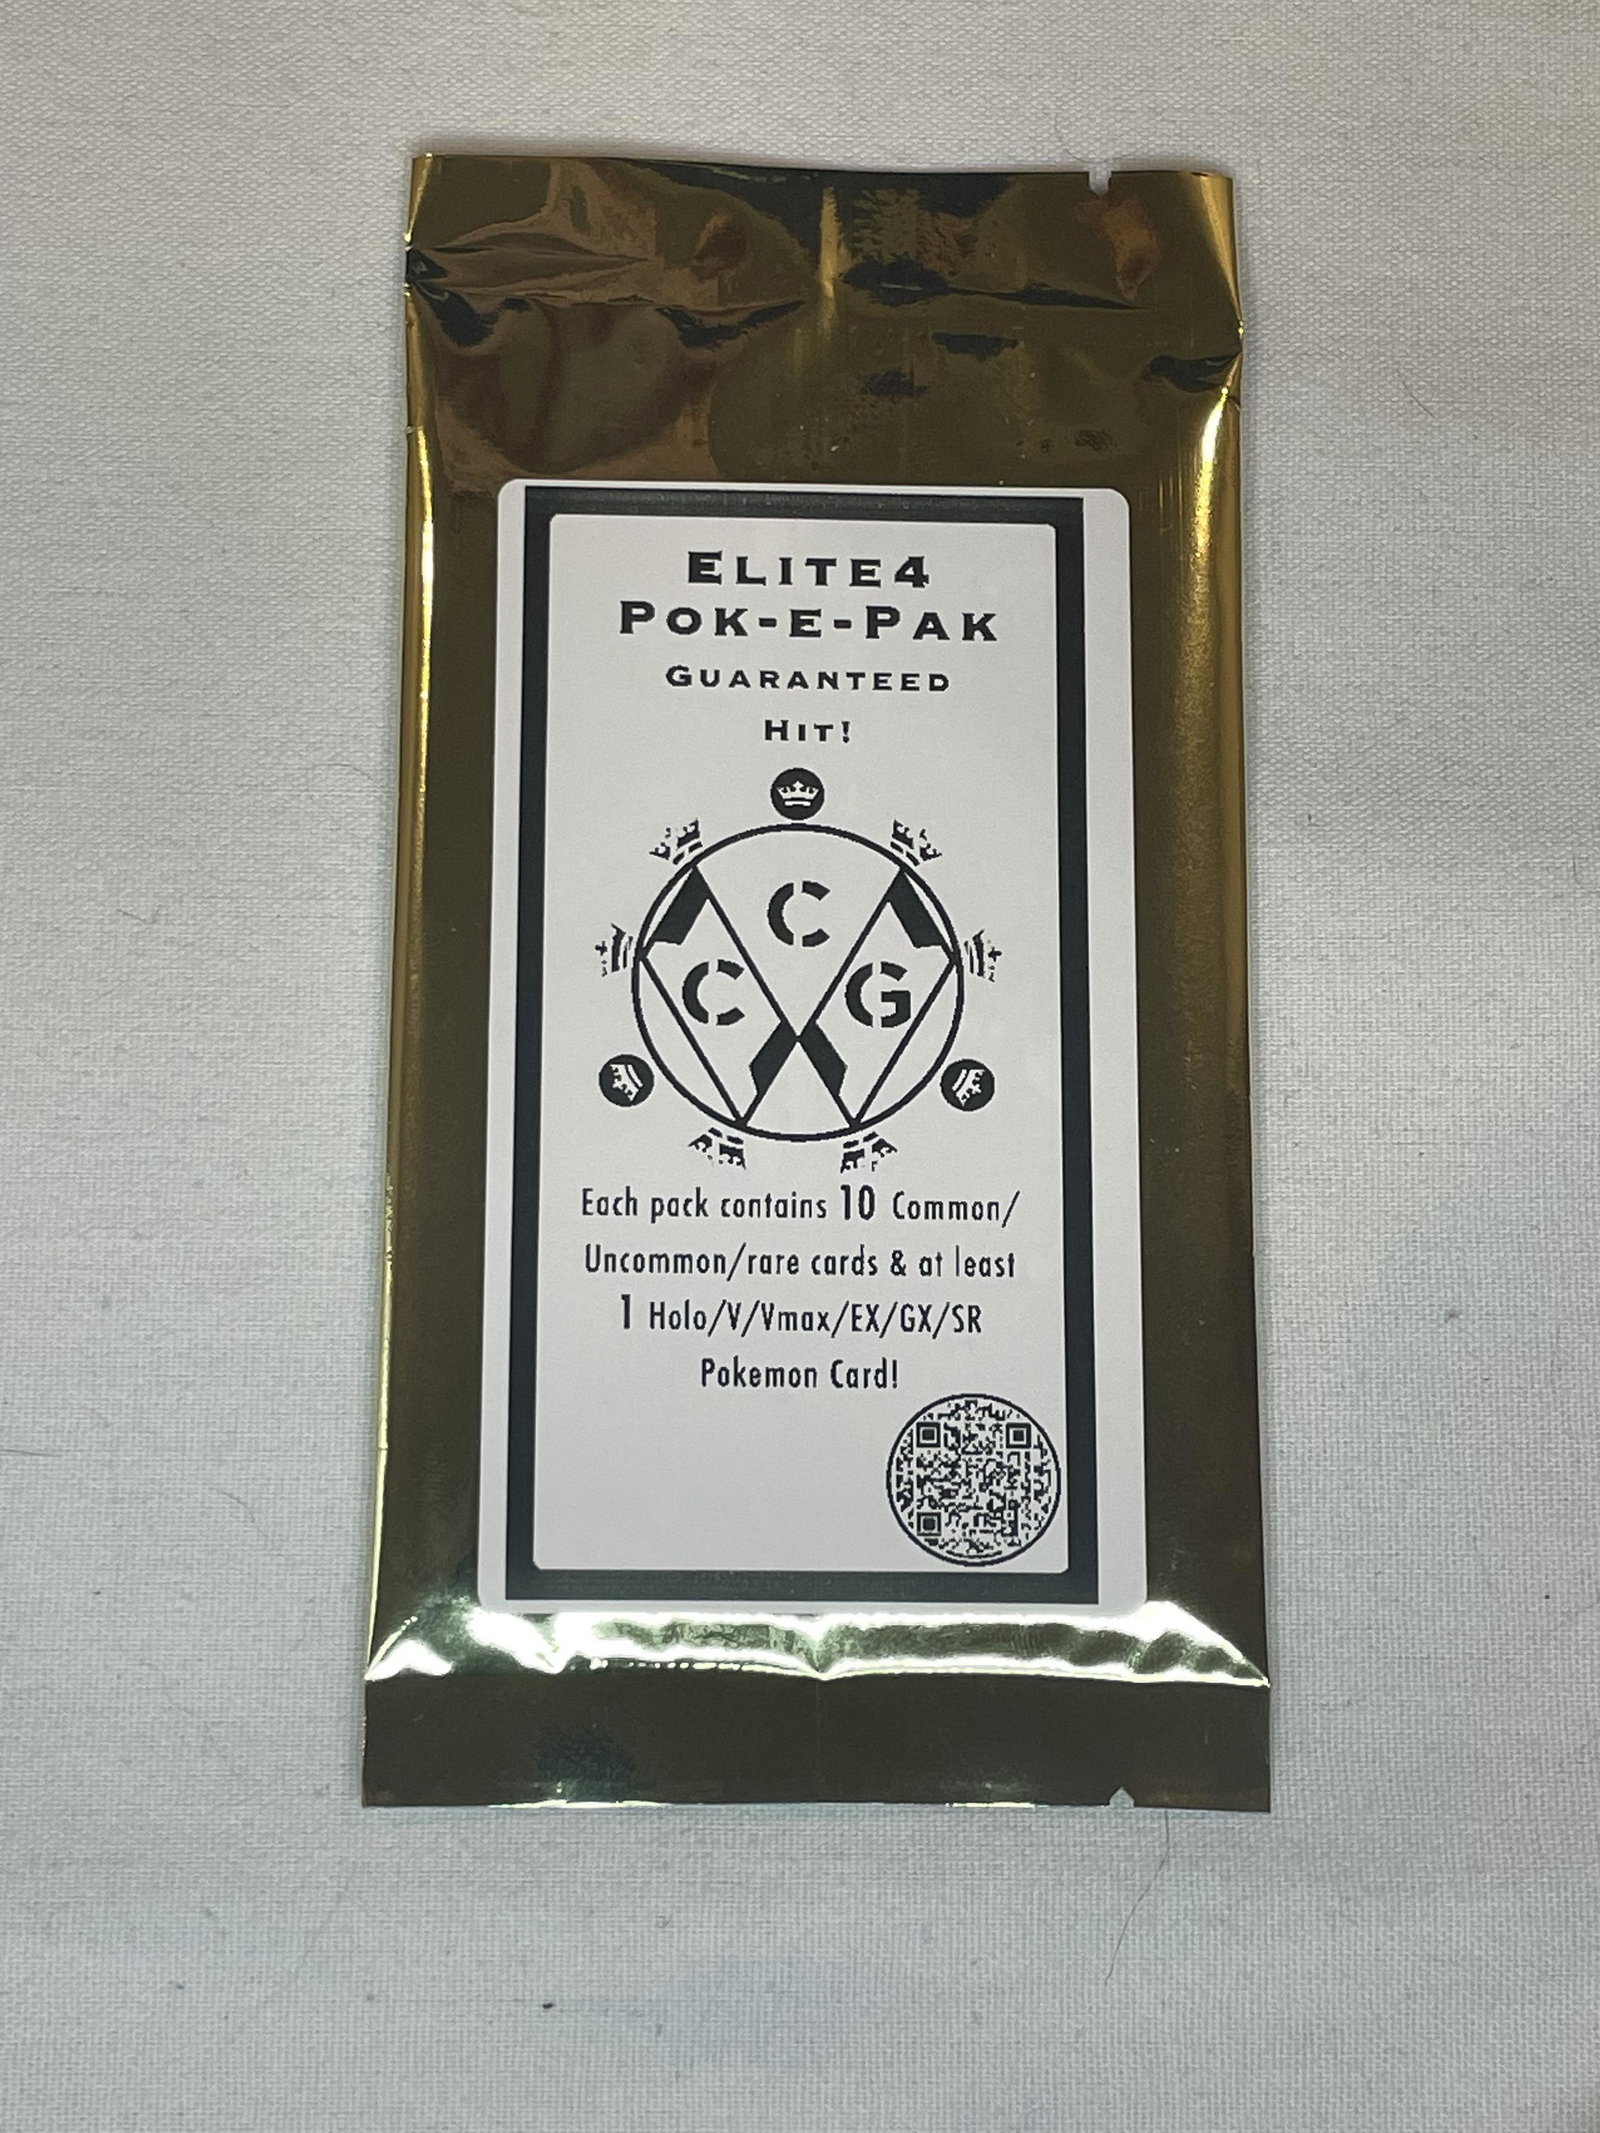 Elite4
Pok-e-Pak
Guaranteed
Hit!
C
C G
Each pack contains 10 Common/
Uncommon/rare cards & at least
1 Holo/V/Vmax/EX/GX/SR
Pokemon Card!